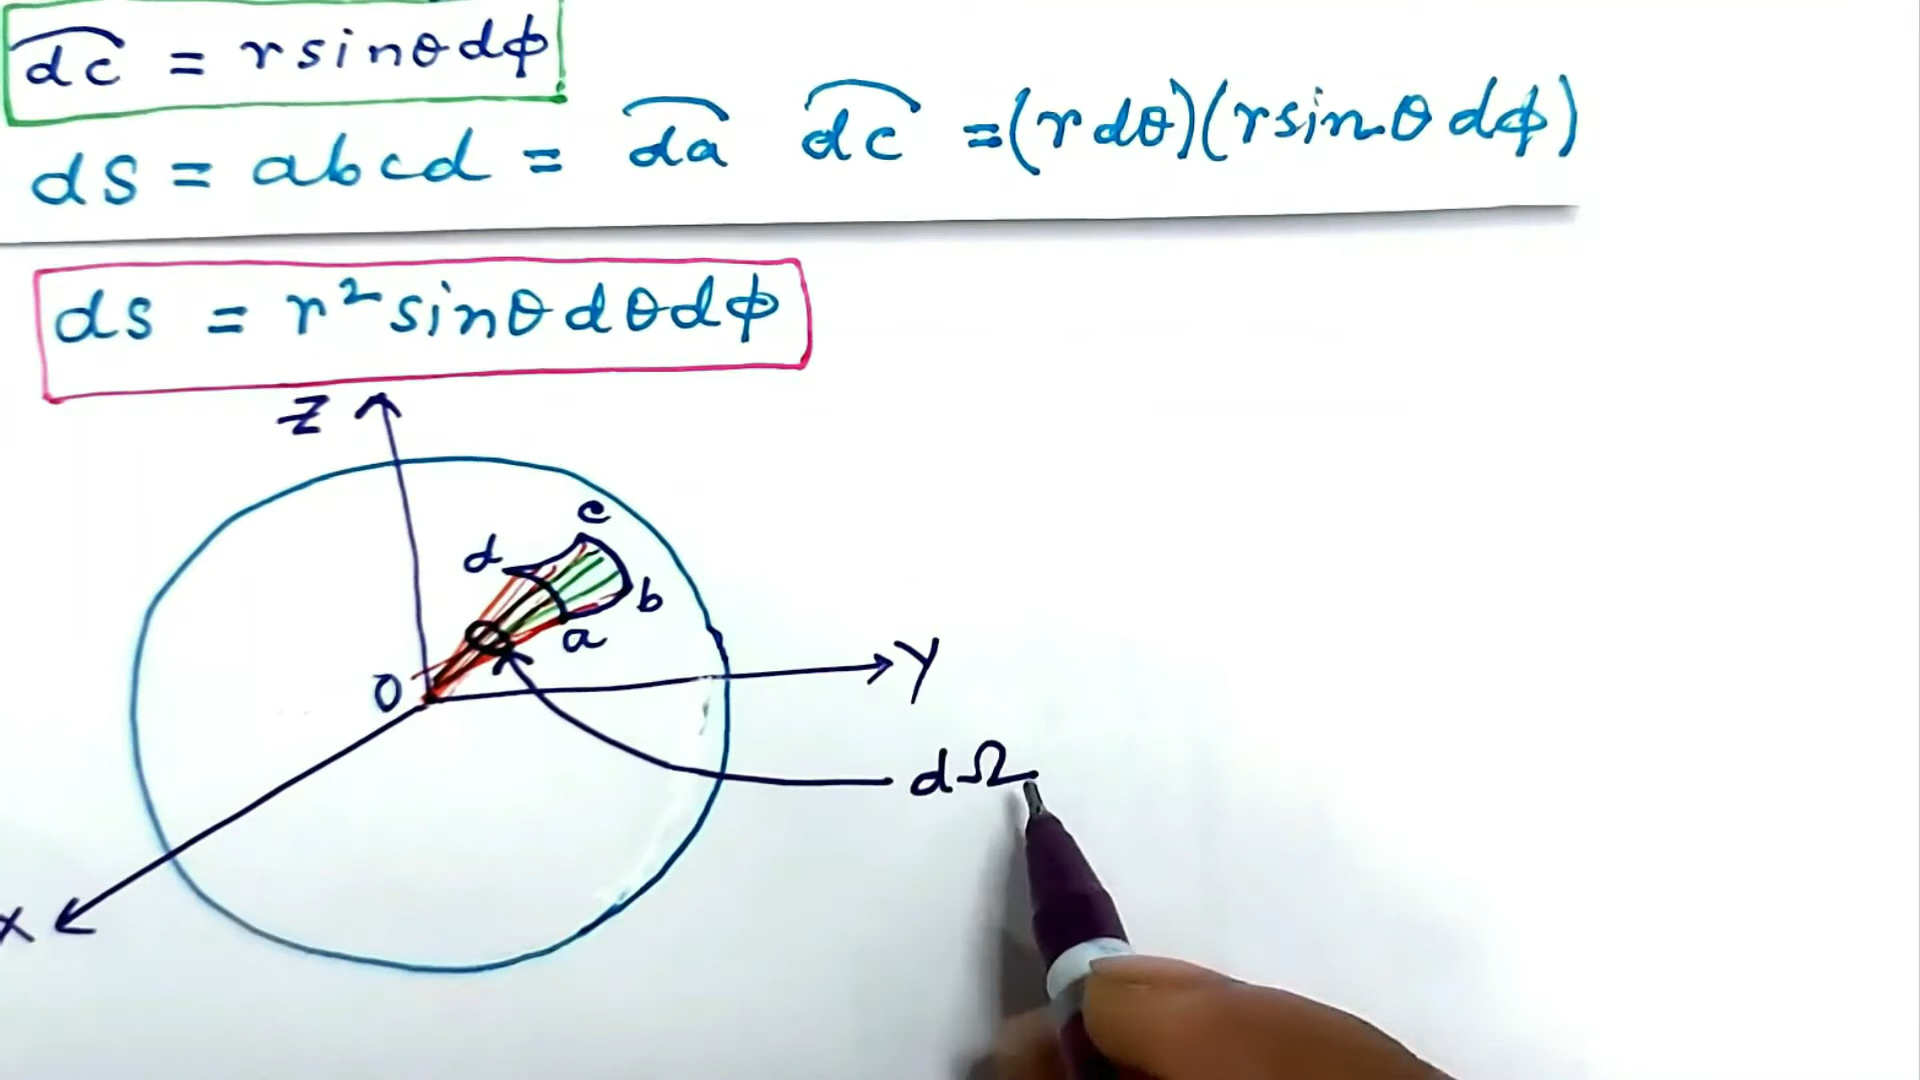 dc = r sinθ dϕ
ds = abcd = da dc = (r dθ)(r sinθ dϕ)
ds = r² sinθ dθ dϕ
Z
c
d
b
a
O
Y
dΩ
X